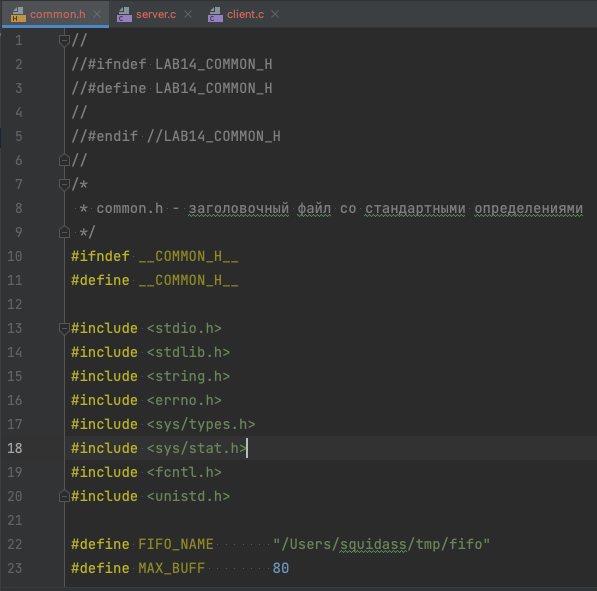 common.h server.c client.c
1 //
2 //#ifndef LAB14_COMMON_H
3 //#define LAB14_COMMON_H
4 //
5 //#endif //LAB14_COMMON_H
6 //
7 /*
8  * common.h - заголовочный файл со стандартными определениями
9  */
10 #ifndef __COMMON_H__
11 #define __COMMON_H__
12
13 #include <stdio.h>
14 #include <stdlib.h>
15 #include <string.h>
16 #include <errno.h>
17 #include <sys/types.h>
18 #include <sys/stat.h>
19 #include <fcntl.h>
20 #include <unistd.h>
21
22 #define FIFO_NAME       "/Users/squidass/tmp/fifo"
23 #define MAX_BUFF        80